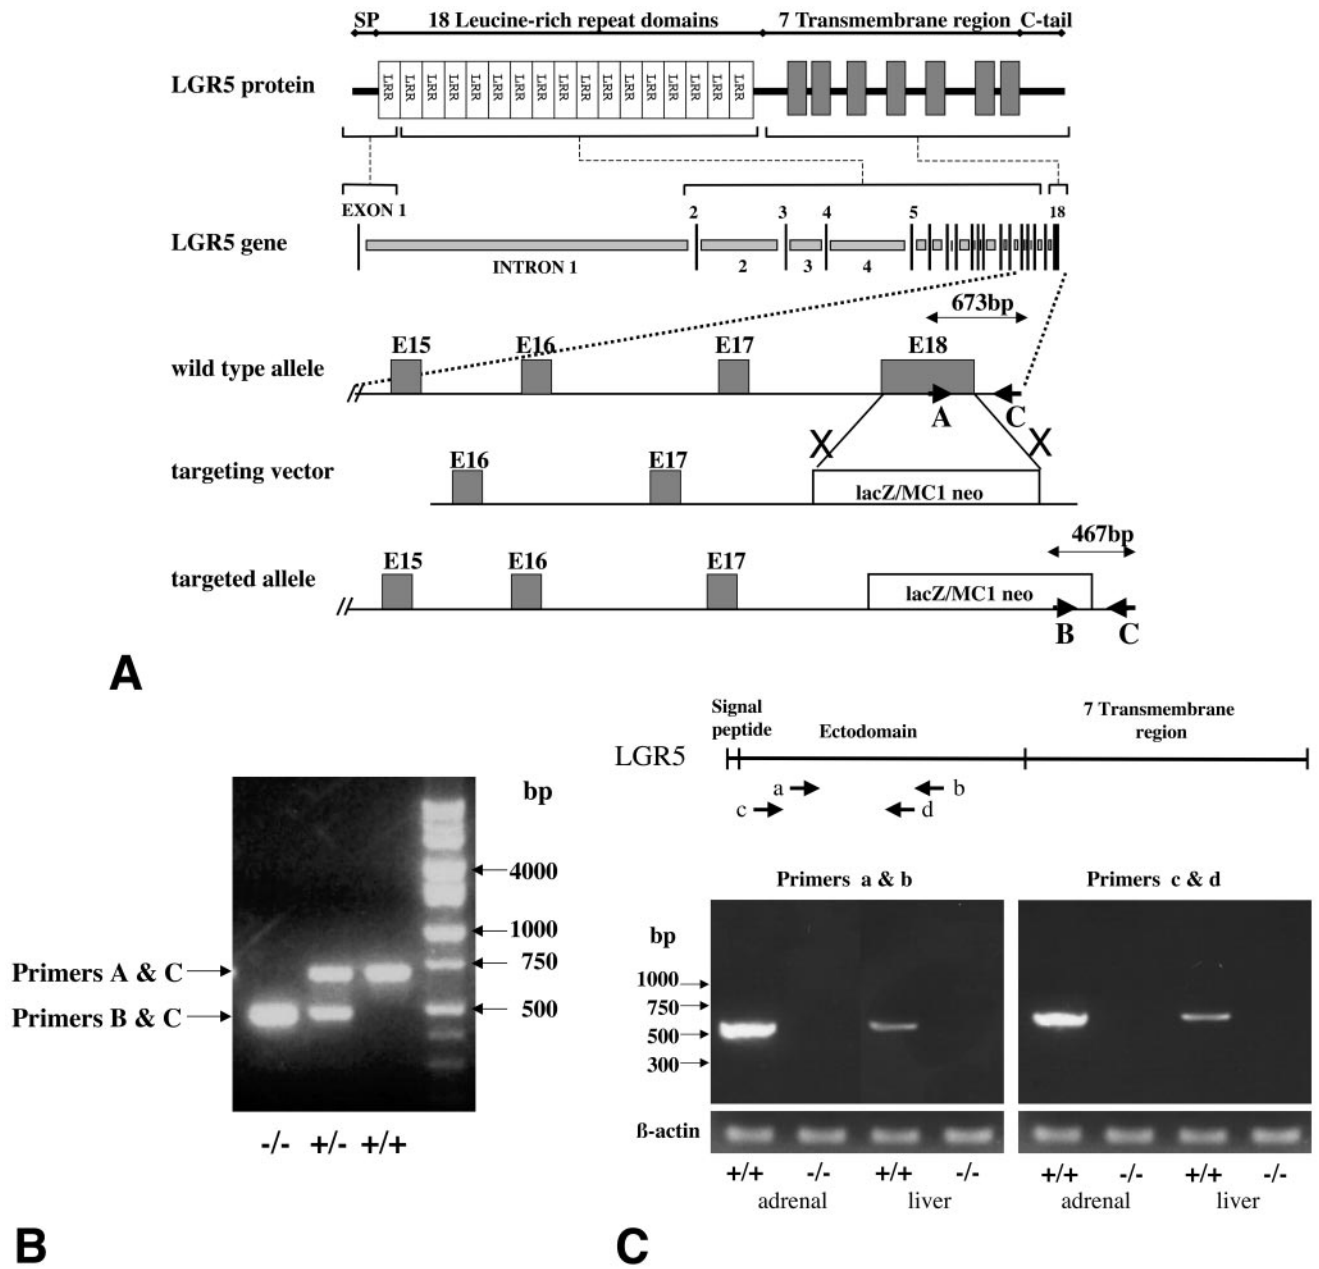 SP 18 Leucine-rich repeat domains 7 Transmembrane region C-tail
LGR5 protein
LRR LRR LRR LRR LRR LRR LRR LRR LRR LRR LRR LRR LRR LRR LRR LRR LRR
EXON 1 2 3 4 5 18
LGR5 gene
INTRON 1 2 3 4
673bp
E15 E16 E17 E18
wild type allele
A C
X X
E16 E17
targeting vector
lacZ/MC1 neo
467bp
E15 E16 E17
targeted allele
lacZ/MC1 neo
B C
A
bp
4000
1000
750
500
Primers A & C
Primers B & C
-/- +/- +/+
B
Signal
peptide
Ectodomain
7 Transmembrane
region
LGR5
a b
c d
Primers a & b Primers c & d
bp
1000
750
500
300
ß-actin
+/+ -/- +/+ -/- +/+ -/- +/+ -/-
adrenal liver adrenal liver
C